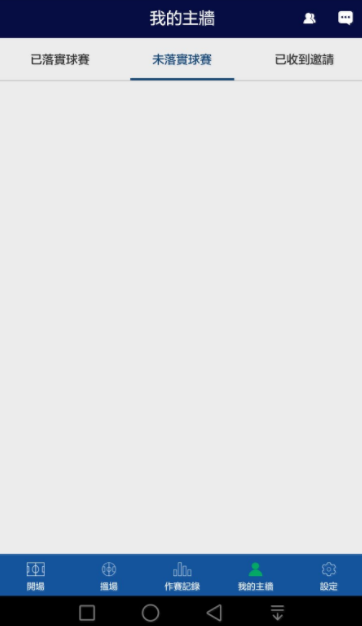 我的主牆
已落實球賽
未落實球賽
已收到邀請
開場
搵場
作賽記錄
我的主牆
設定